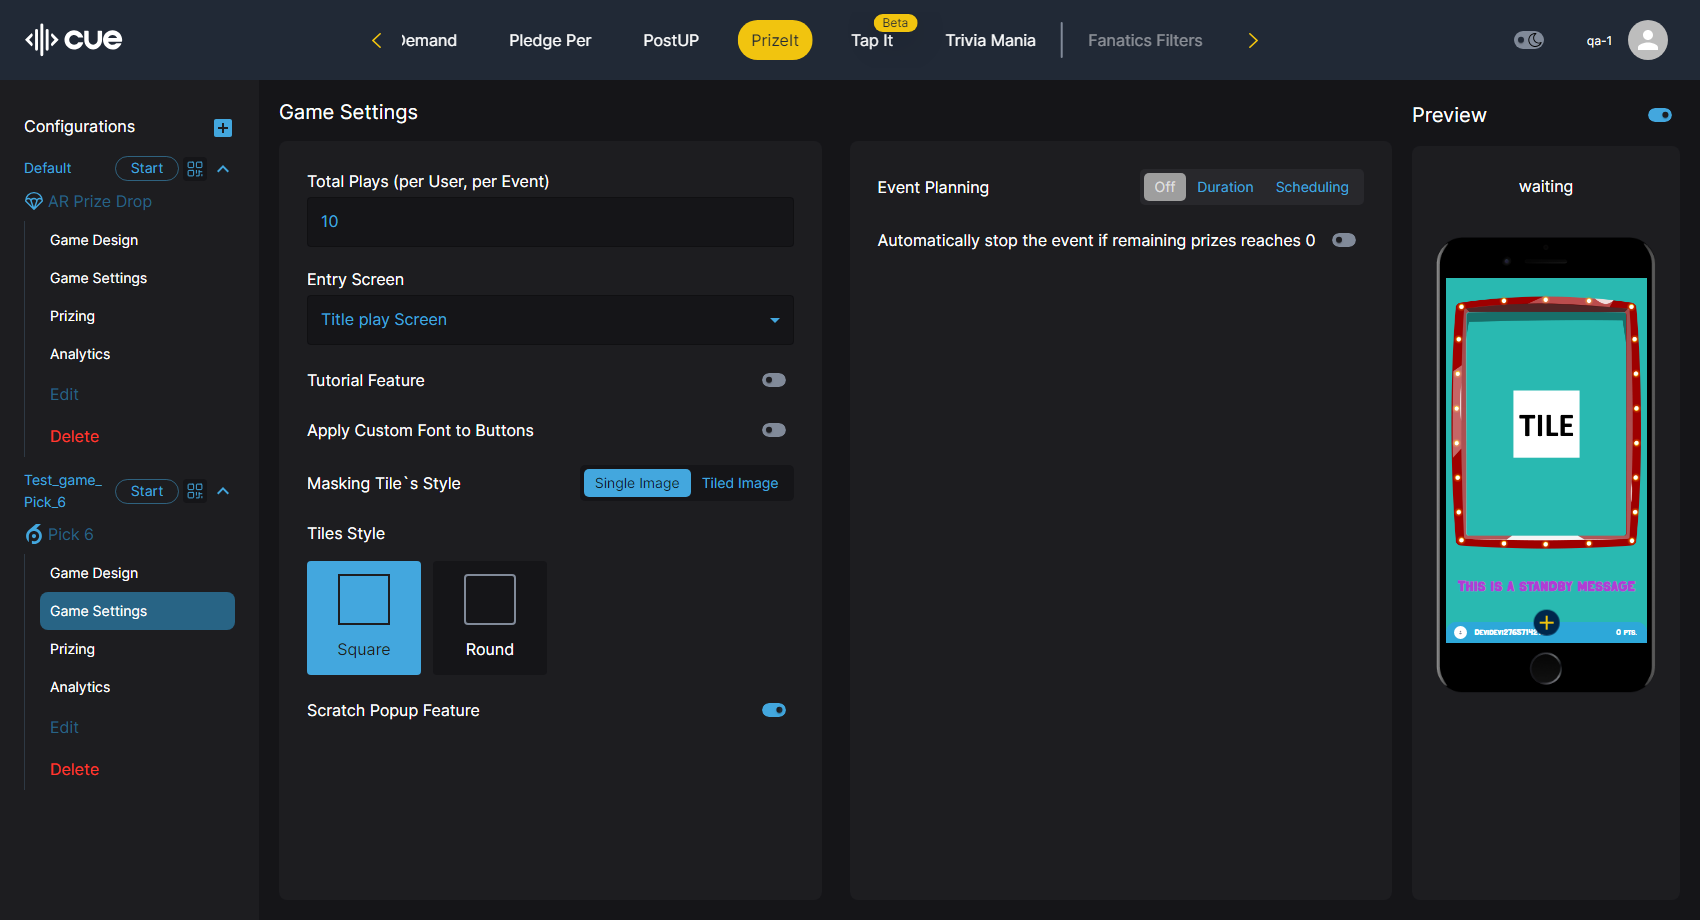 cue
Demand
Pledge Per
PostUP
PrizeIt
Beta
Tap It
Trivia Mania
Fanatics Filters
qa-1
Configurations
Default
Start
AR Prize Drop
Game Design
Game Settings
Prizing
Analytics
Edit
Delete
Test_game_
Pick_6
Start
Pick 6
Game Design
Game Settings
Prizing
Analytics
Edit
Delete
Game Settings
Total Plays (per User, per Event)
10
Entry Screen
Title play Screen
Tutorial Feature
Apply Custom Font to Buttons
Masking Tile`s Style
Single Image
Tiled Image
Tiles Style
Square
Round
Scratch Popup Feature
Event Planning
Off
Duration
Scheduling
Automatically stop the event if remaining prizes reaches 0
Preview
waiting
TILE
This is a standby message
0 pts.